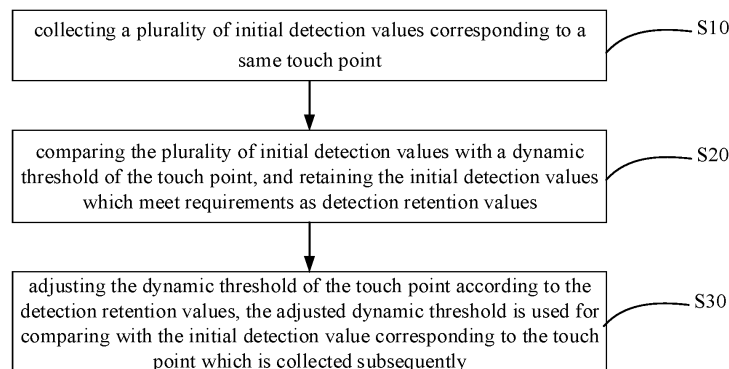 collecting a plurality of initial detection values corresponding to a
same touch point
S10
comparing the plurality of initial detection values with a dynamic
threshold of the touch point, and retaining the initial detection values
which meet requirements as detection retention values
S20
adjusting the dynamic threshold of the touch point according to the
detection retention values, the adjusted dynamic threshold is used for
comparing with the initial detection value corresponding to the touch
point which is collected subsequently
S30